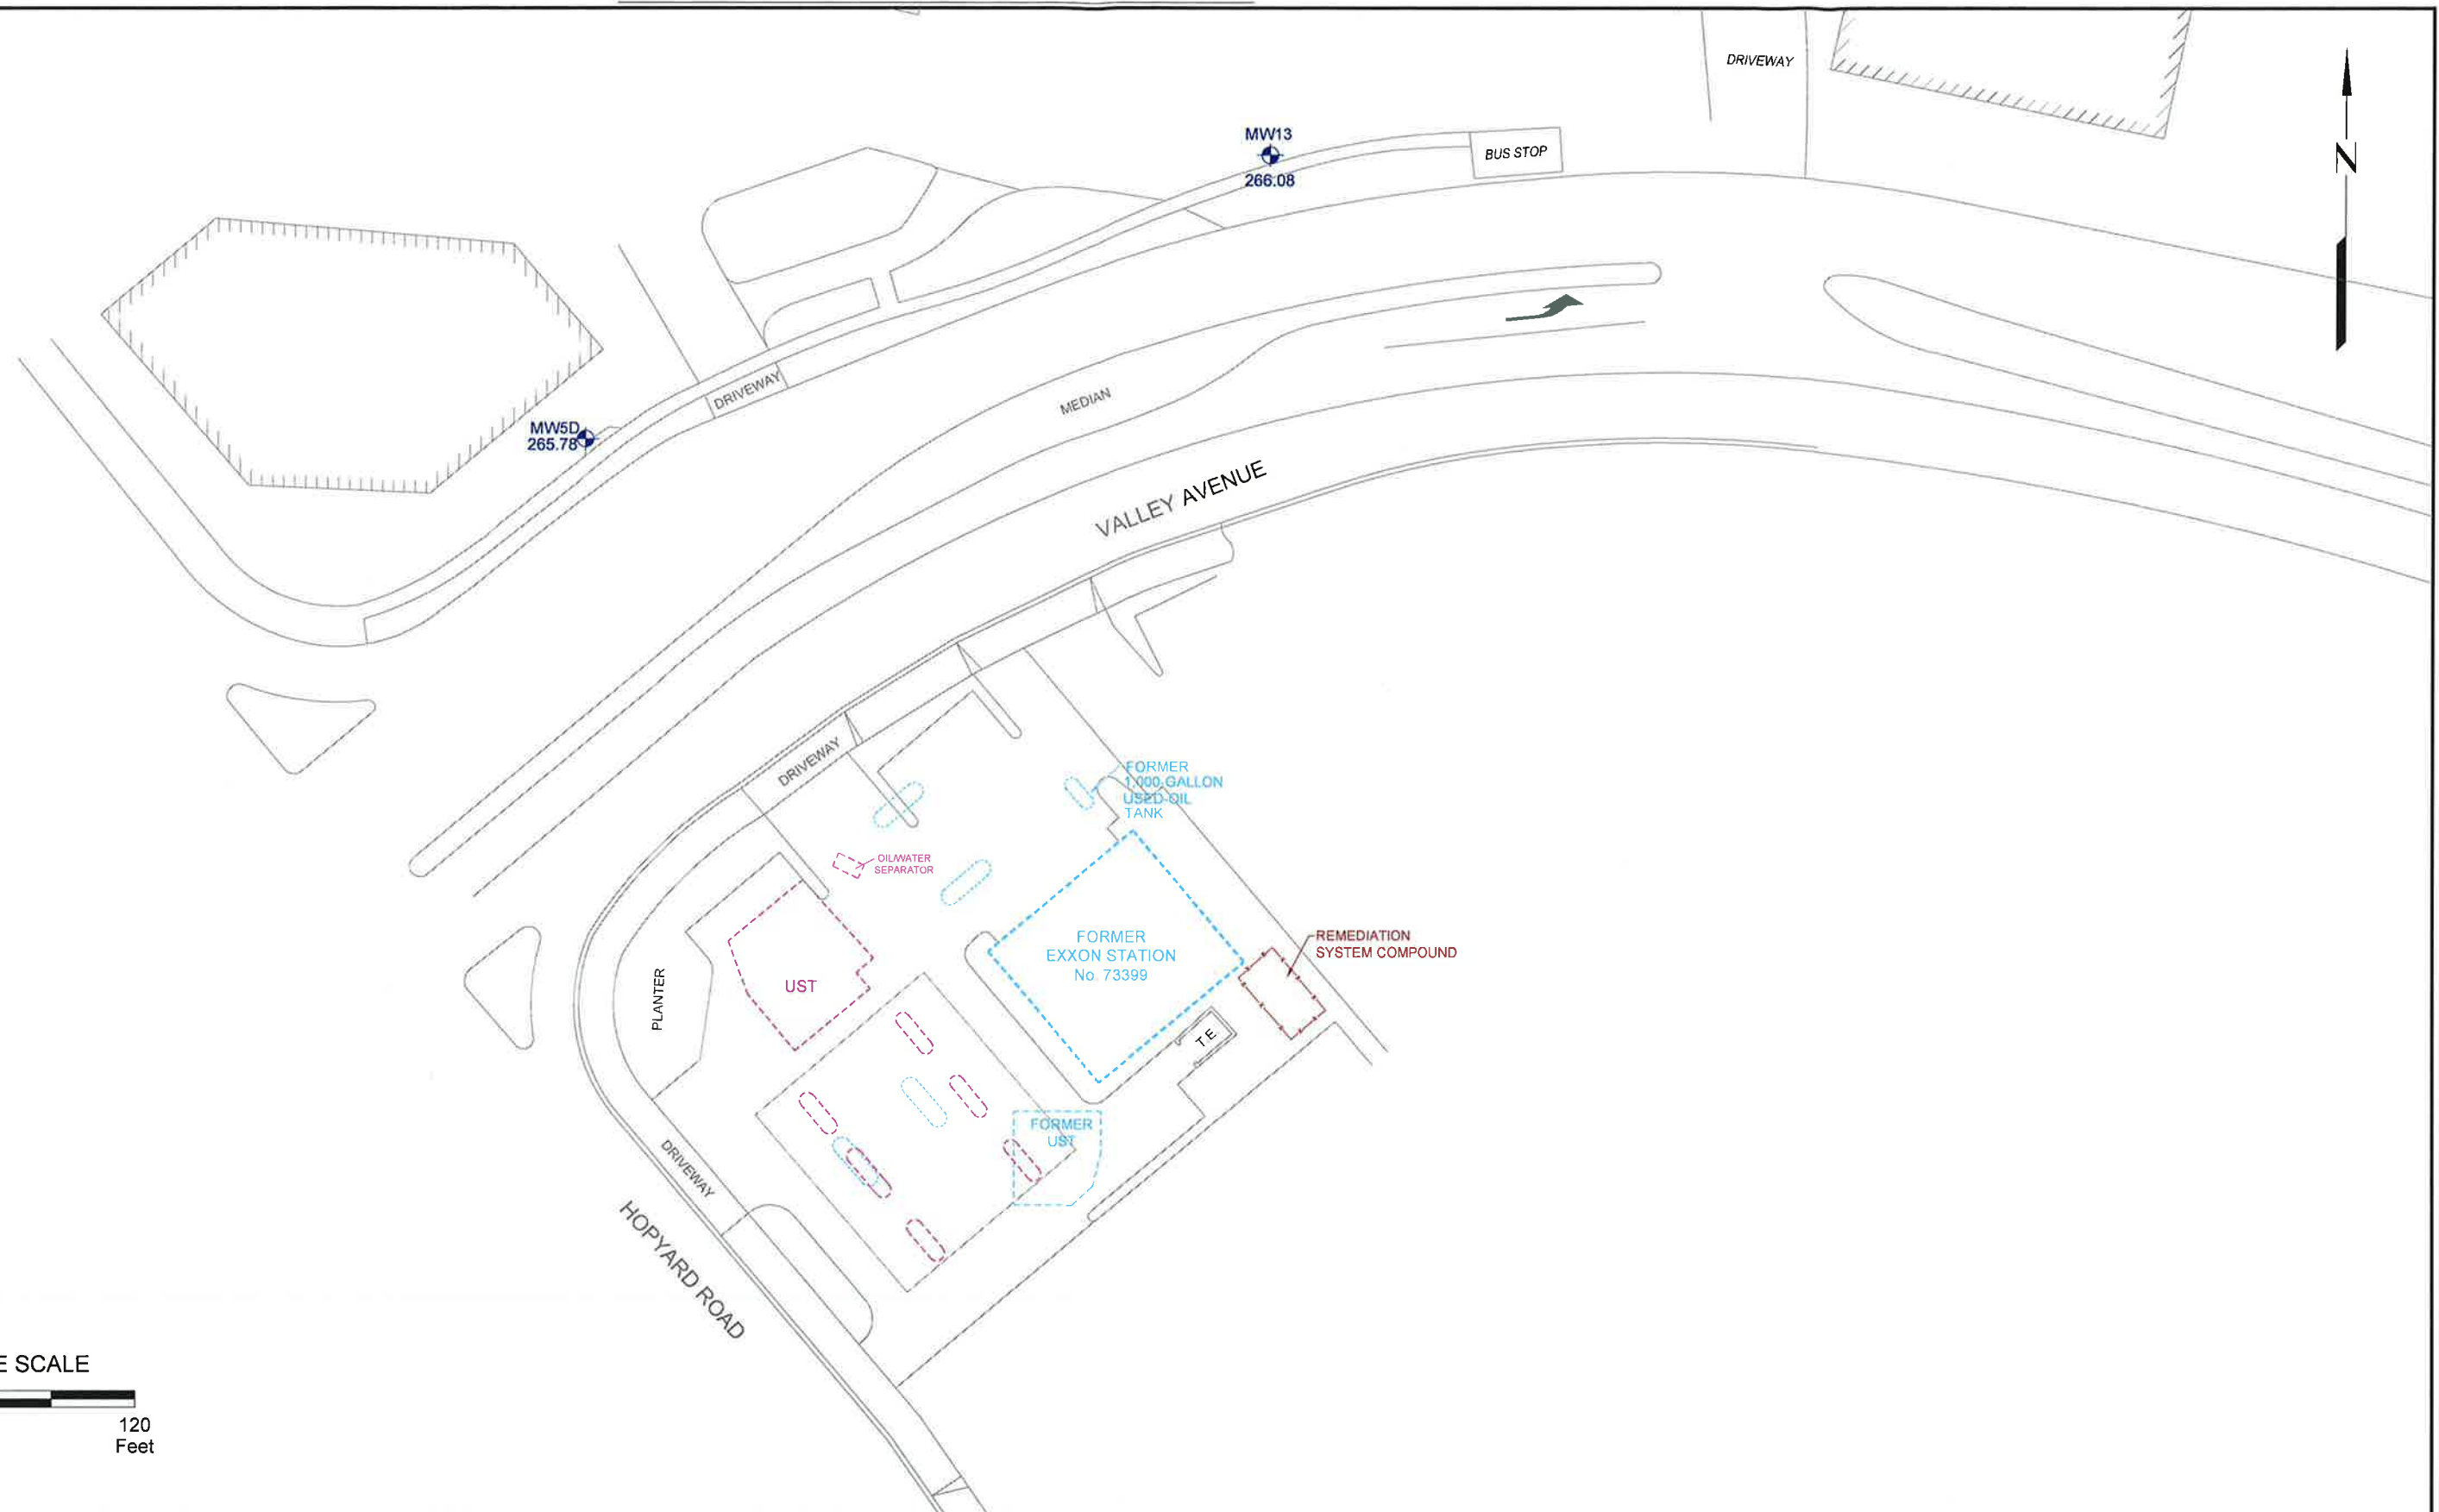 DRIVEWAY
MW13
266.08
BUS STOP
N
DRIVEWAY
MEDIAN
MW5D
265.78
VALLEY AVENUE
DRIVEWAY
FORMER
1,000-GALLON
USED-OIL
TANK
OIL/WATER
SEPARATOR
FORMER
EXXON STATION
No. 73399
REMEDIATION
SYSTEM COMPOUND
UST
PLANTER
T.E.
FORMER
UST
DRIVEWAY
HOPYARD ROAD
E SCALE
120
Feet